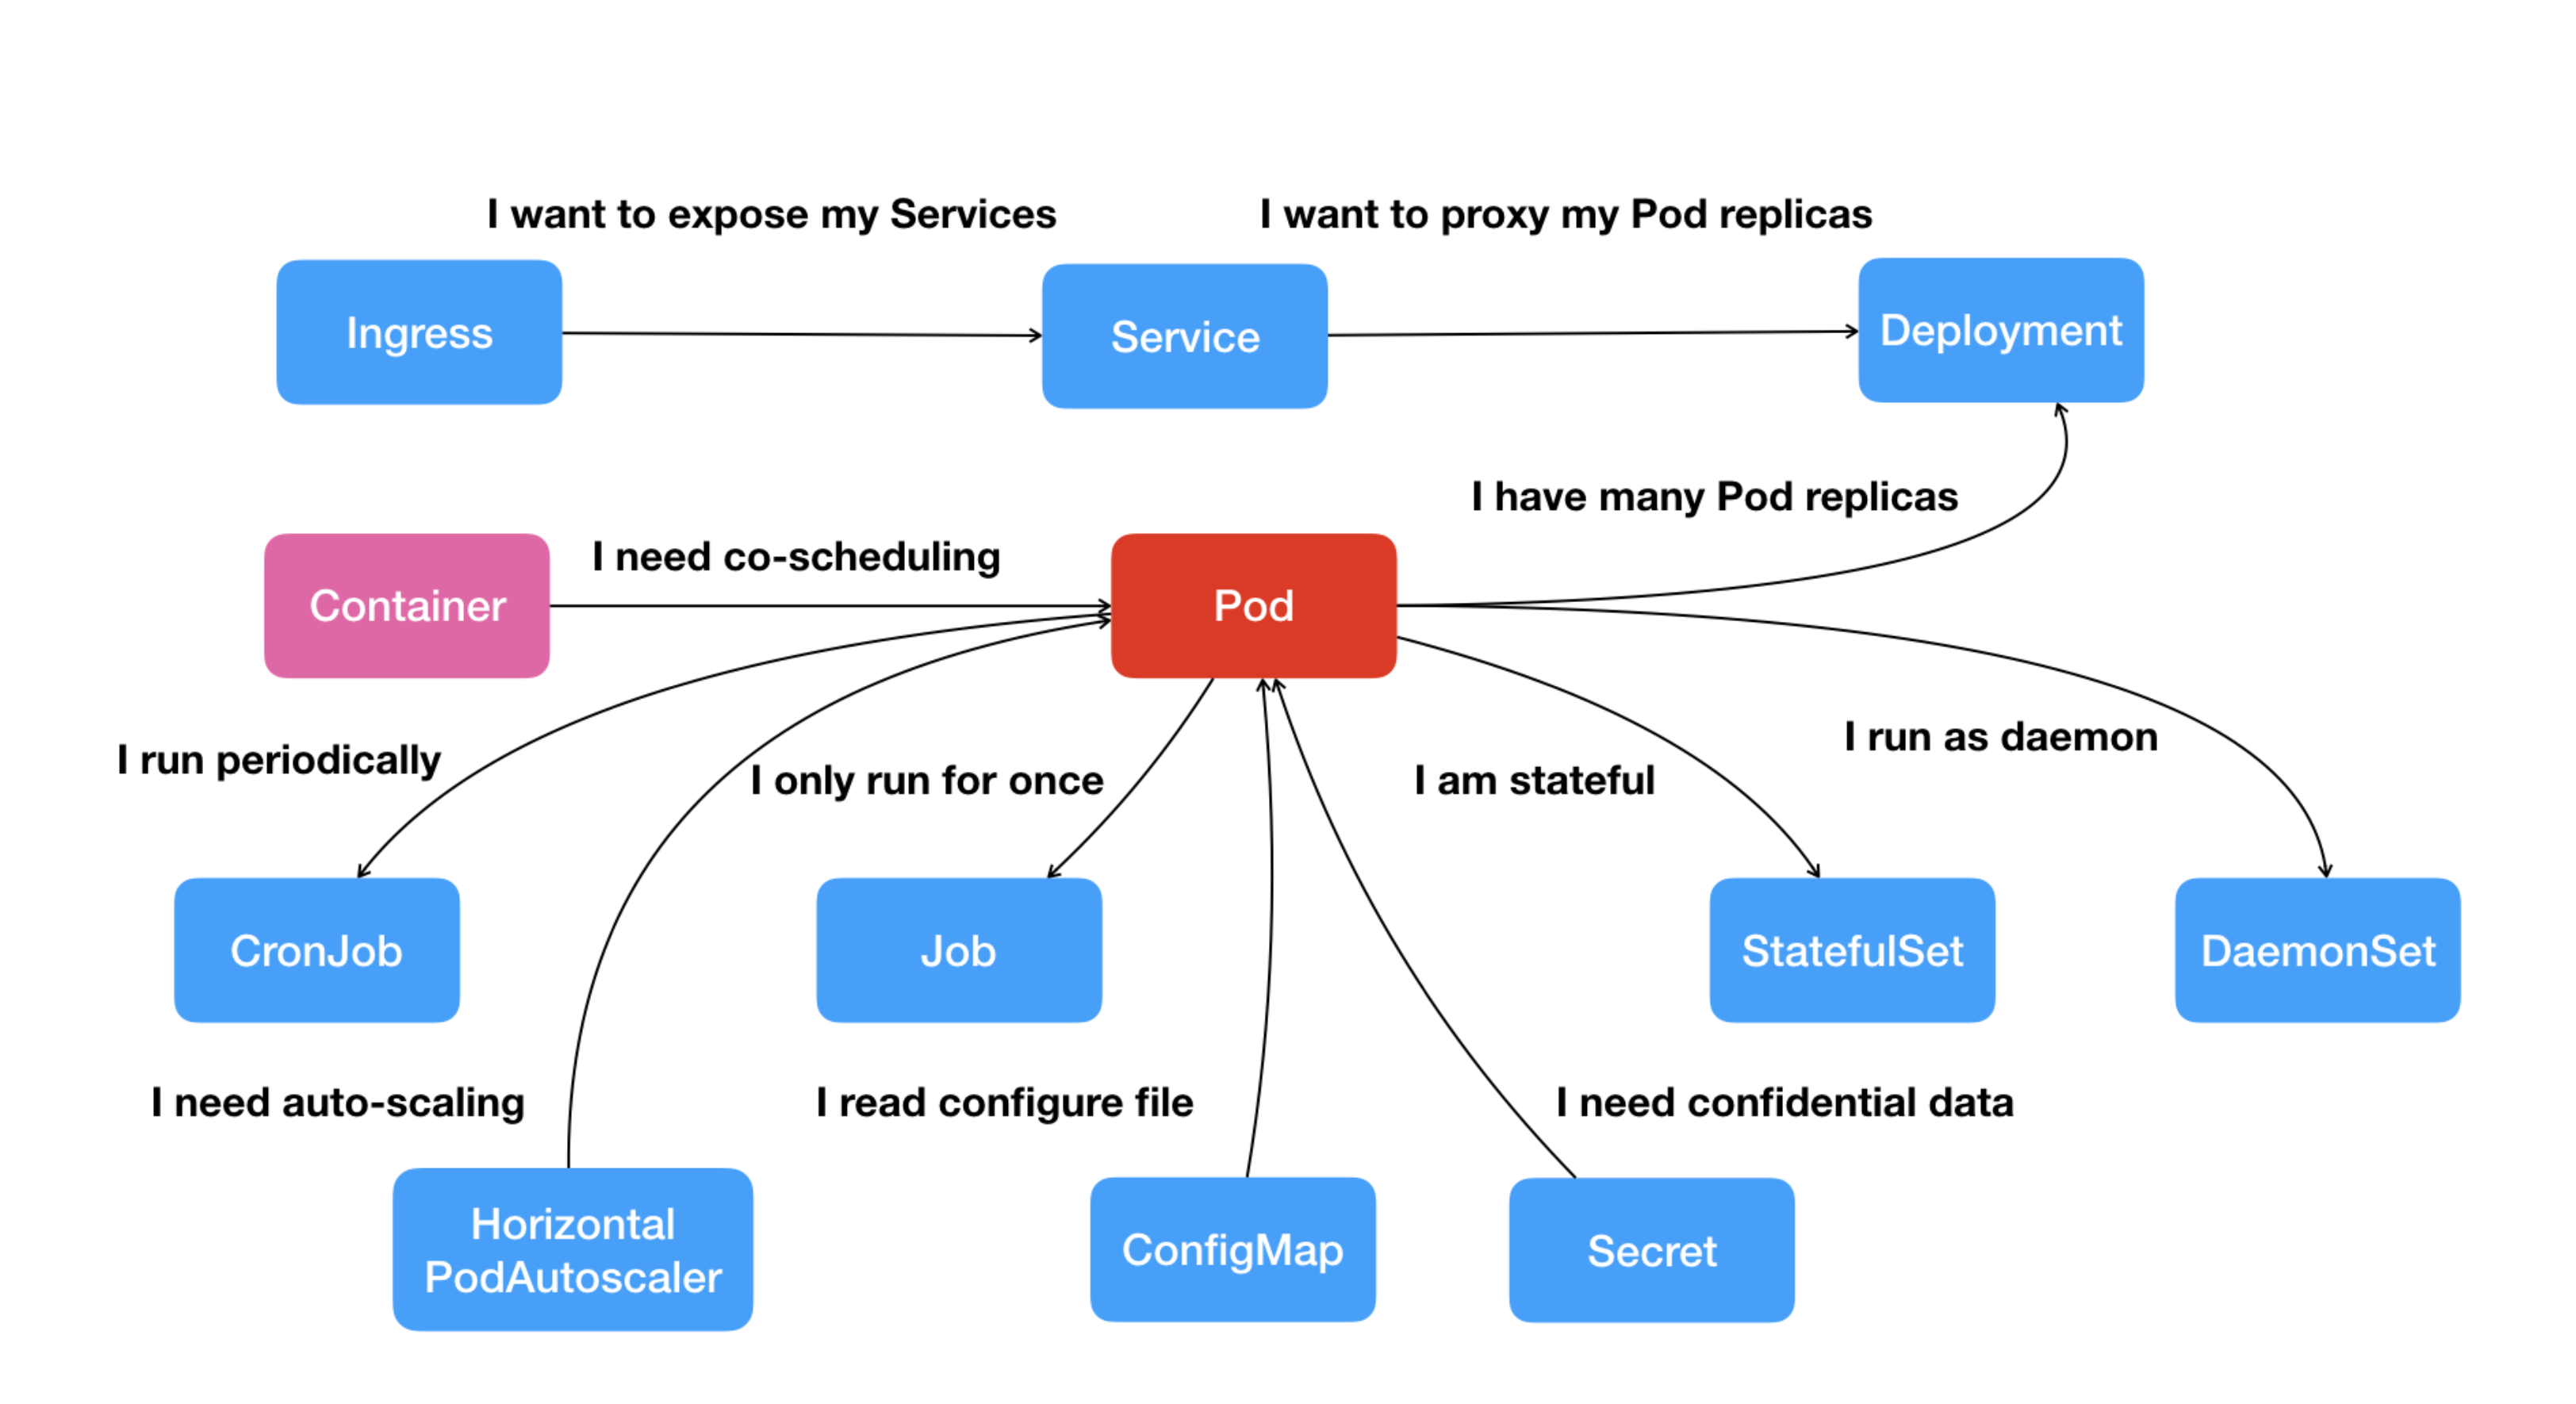 I want to expose my Services
I want to proxy my Pod replicas
Ingress
Service
Deployment
I have many Pod replicas
I need co-scheduling
Container
Pod
I run periodically
I only run for once
I am stateful
I run as daemon
CronJob
Job
StatefulSet
DaemonSet
I need auto-scaling
I read configure file
I need confidential data
Horizontal
PodAutoscaler
ConfigMap
Secret